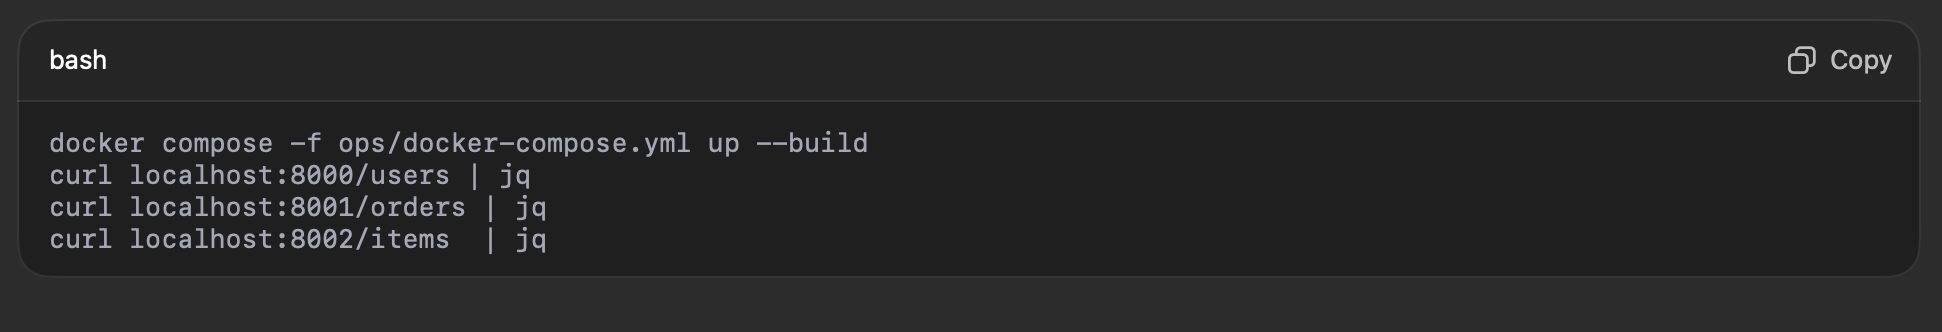 bash
Copy
docker compose -f ops/docker-compose.yml up --build
curl localhost:8000/users | jq
curl localhost:8001/orders | jq
curl localhost:8002/items  | jq